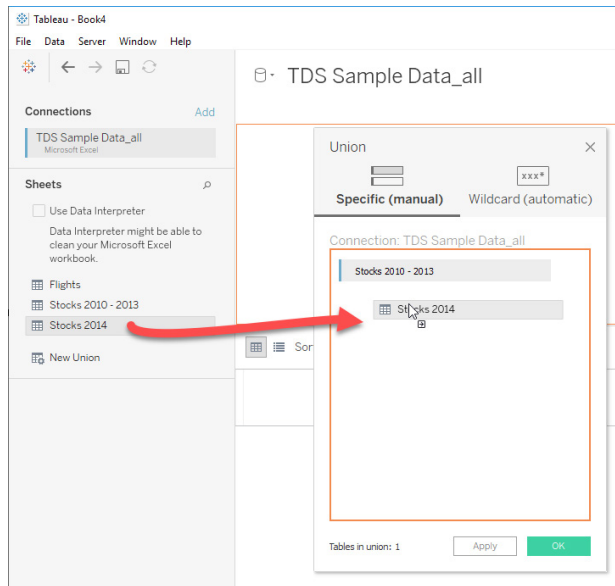 Tableau - Book4
File Data Server Window Help
TDS Sample Data_all
Connections Add
TDS Sample Data_all
Microsoft Excel
Sheets
Use Data Interpreter
Data Interpreter might be able to
clean your Microsoft Excel
workbook.
Flights
Stocks 2010 - 2013
Stocks 2014
New Union
Sor
Union
xxx*
Specific (manual) Wildcard (automatic)
Connection: TDS Sample Data_all
Stocks 2010 - 2013
Stocks 2014
Tables in union: 1 Apply OK